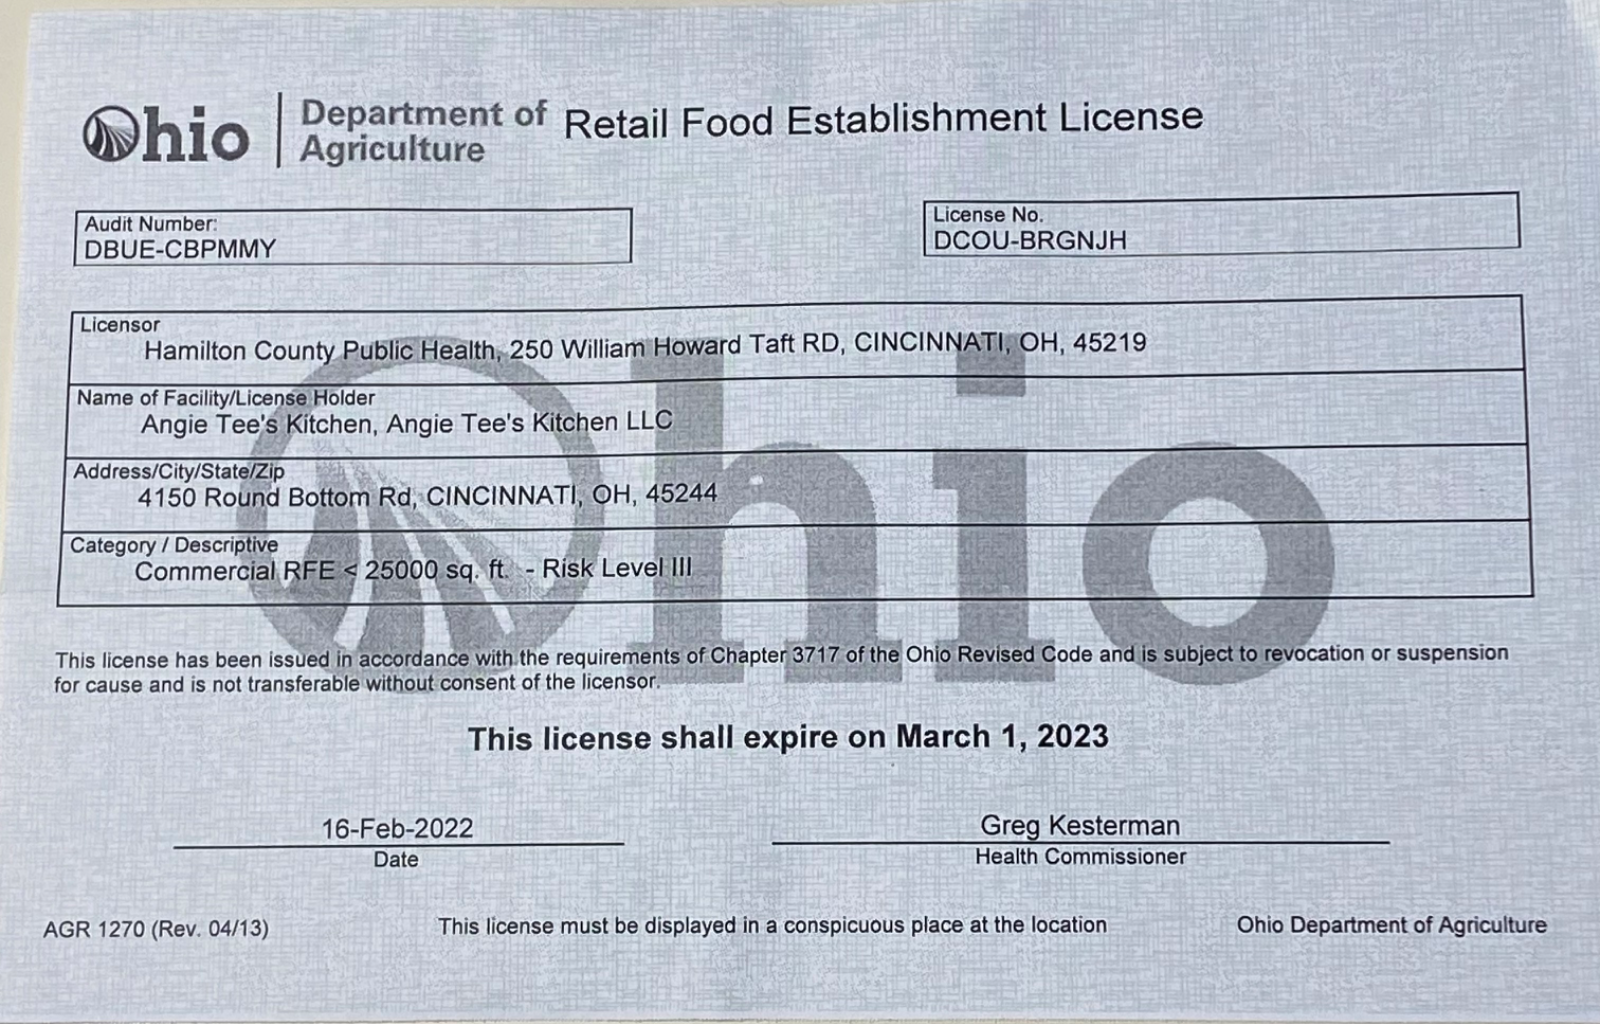 Ohio
Department of
Agriculture
Retail Food Establishment License
Audit Number:
DBUE-CBPMMY
License No.
DCOU-BRGNJH
Licensor
Hamilton County Public Health, 250 William Howard Taft RD, CINCINNATI, OH, 45219
Name of Facility/License Holder
Angie Tee's Kitchen, Angie Tee's Kitchen LLC
Address/City/State/Zip
4150 Round Bottom Rd, CINCINNATI, OH, 45244
Category / Descriptive
Commercial RFE < 25000 sq. ft. - Risk Level III
Ohio
This license has been issued in accordance with the requirements of Chapter 3717 of the Ohio Revised Code and is subject to revocation or suspension
for cause and is not transferable without consent of the licensor.
This license shall expire on March 1, 2023
16-Feb-2022
Date
Greg Kesterman
Health Commissioner
AGR 1270 (Rev. 04/13)
This license must be displayed in a conspicuous place at the location
Ohio Department of Agriculture